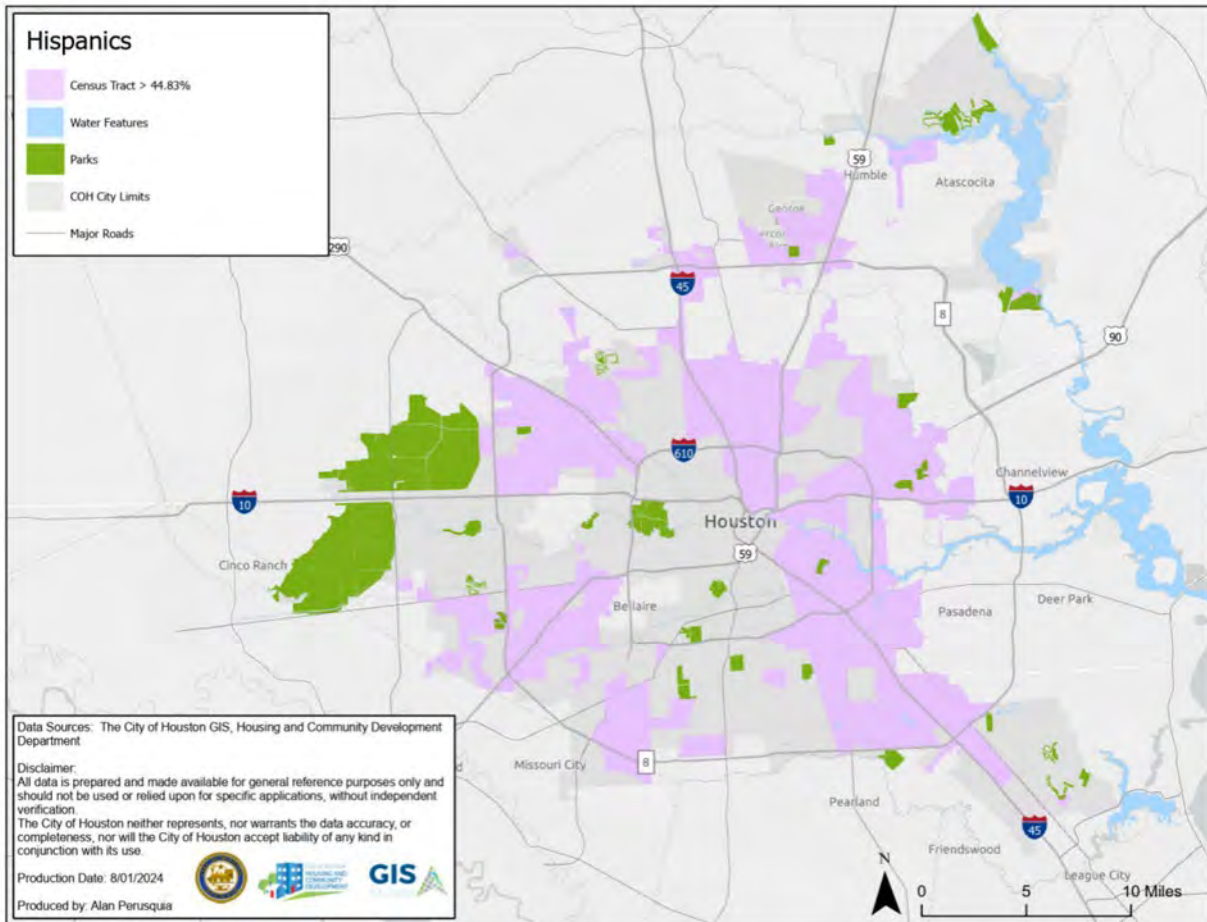 Hispanics
Census Tract > 44.83%
Water Features
Parks
COH City Limits
Major Roads
290
59
Humble
Atascocita
45
8
90
610
Channelview
10
10
Houston
59
Cinco Ranch
Bellaire
Pasadena
Deer Park
Missouri City
8
Pearland
45
Friendswood
League City
Data Sources: The City of Houston GIS, Housing and Community Development
Department
Disclaimer:
All data is prepared and made available for general reference purposes only and
should not be used or relied upon for specific applications, without independent
verification.
The City of Houston neither represents, nor warrants the data accuracy, or
completeness, nor will the City of Houston accept liability of any kind in
conjunction with its use.
Production Date: 8/01/2024
HOUSING AND
COMMUNITY
DEVELOPMENT
GIS
Produced by: Alan Perusquia
N
0 5 10 Miles